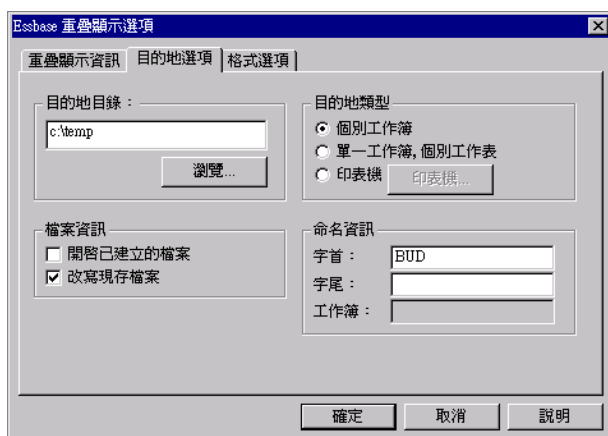 Essbase 重疊顯示選項
重疊顯示資訊 目的地選項 格式選項
目的地目錄：
c:\temp
瀏覽...
目的地類型
個別工作簿
單一工作簿, 個別工作表
印表機 印表機...
檔案資訊
開啓已建立的檔案
改寫現存檔案
命名資訊
字首： BUD
字尾：
工作簿：
確定 取消 說明